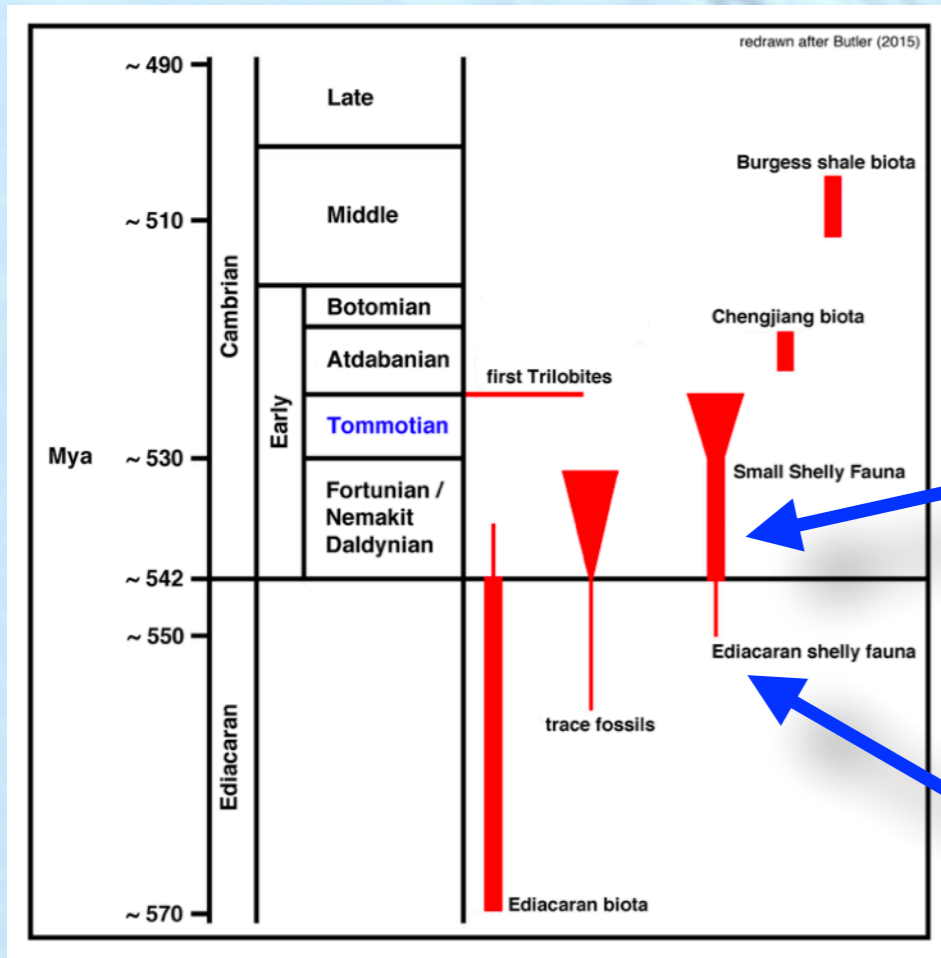 redrawn after Butler (2015)
~ 490
Late
Burgess shale biota
Middle
~ 510
Cambrian
Botomian
Chengjiang biota
Atdabanian
first Trilobites
Early
Tommotian
Mya
~ 530
Small Shelly Fauna
Fortunian /
Nemakit
Daldynian
~ 542
~ 550
Ediacaran shelly fauna
trace fossils
Ediacaran
Ediacaran biota
~ 570